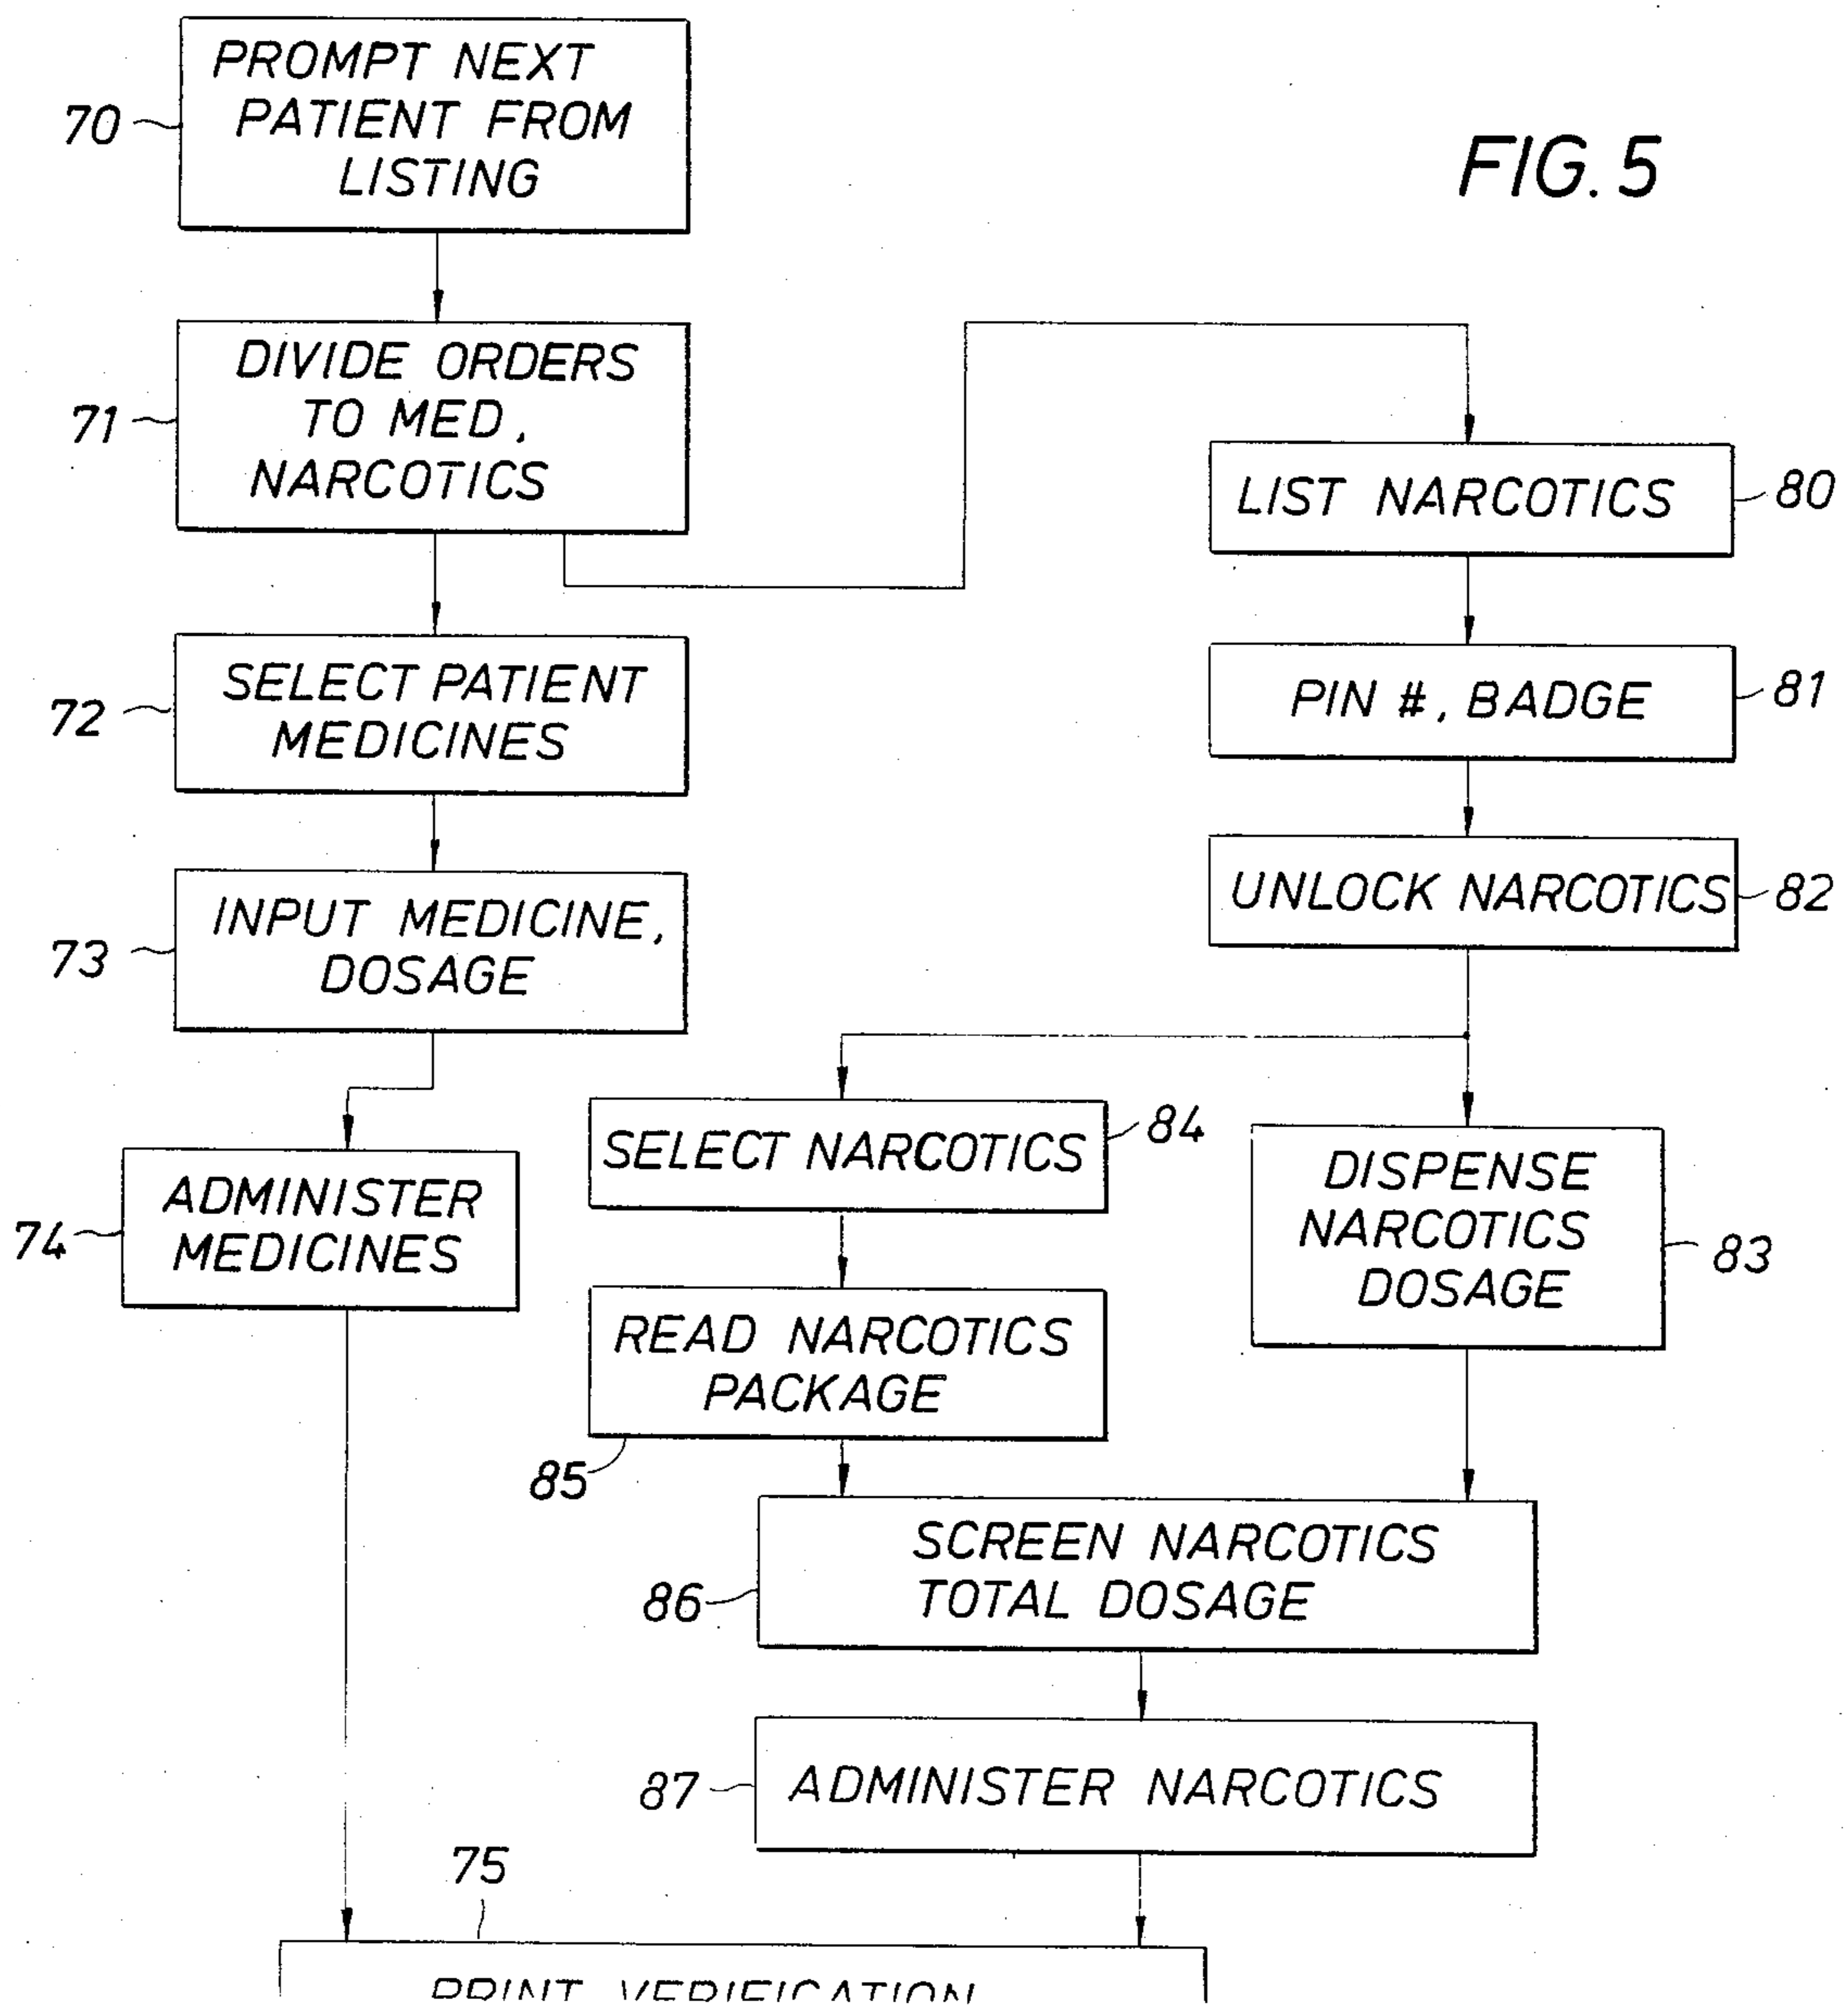 FIG. 5
70
PROMPT NEXT
PATIENT FROM
LISTING
71
DIVIDE ORDERS
TO MED,
NARCOTICS
72
SELECT PATIENT
MEDICINES
73
INPUT MEDICINE,
DOSAGE
74
ADMINISTER
MEDICINES
LIST NARCOTICS
80
PIN #, BADGE
81
UNLOCK NARCOTICS
82
SELECT NARCOTICS
84
DISPENSE
NARCOTICS
DOSAGE
83
READ NARCOTICS
PACKAGE
85
SCREEN NARCOTICS
TOTAL DOSAGE
86
87
ADMINISTER NARCOTICS
75
PRINT VERIFICATION